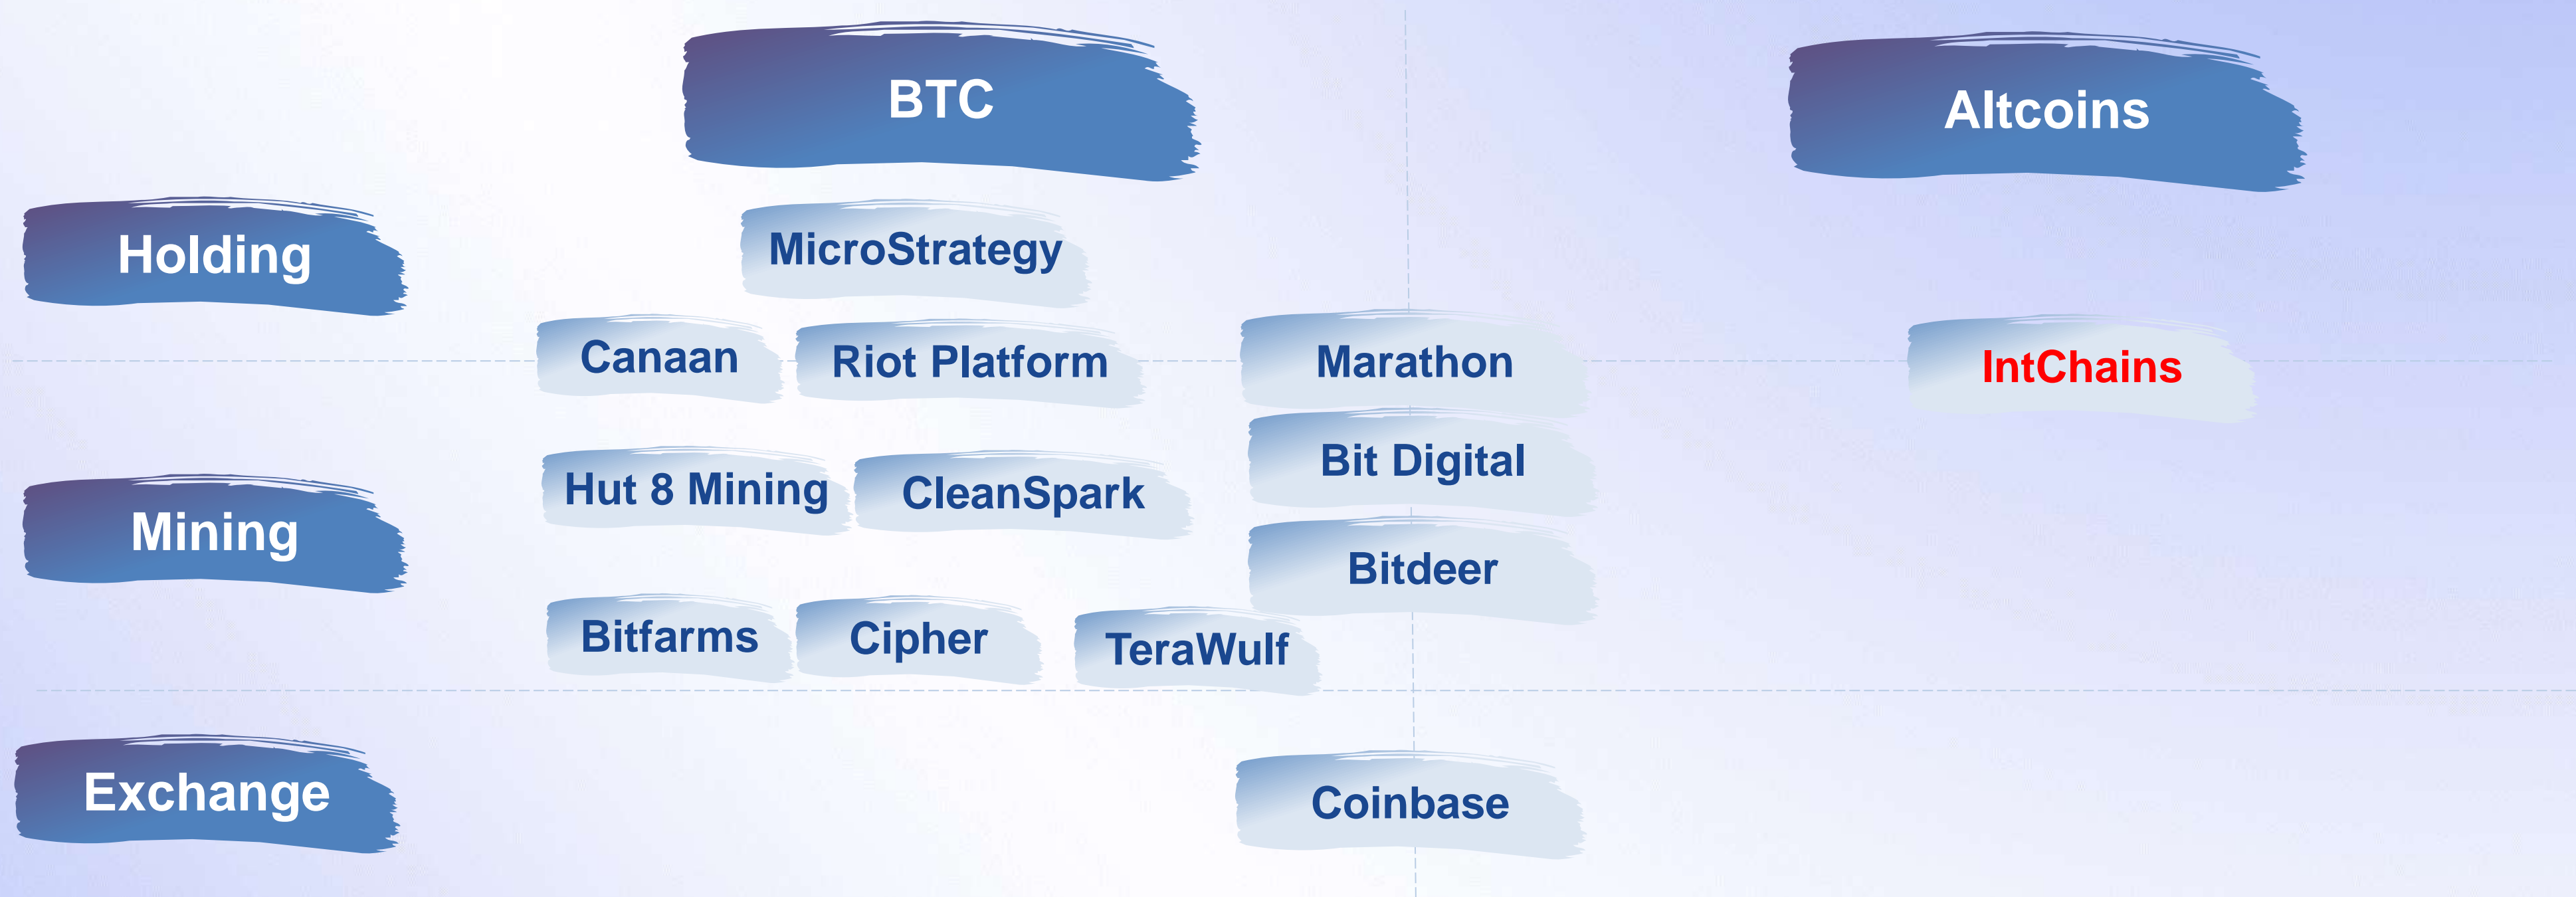 BTC
Altcoins
Holding
MicroStrategy
Canaan
Riot Platform
Marathon
IntChains
Mining
Hut 8 Mining
CleanSpark
Bit Digital
Bitdeer
Bitfarms
Cipher
TeraWulf
Exchange
Coinbase